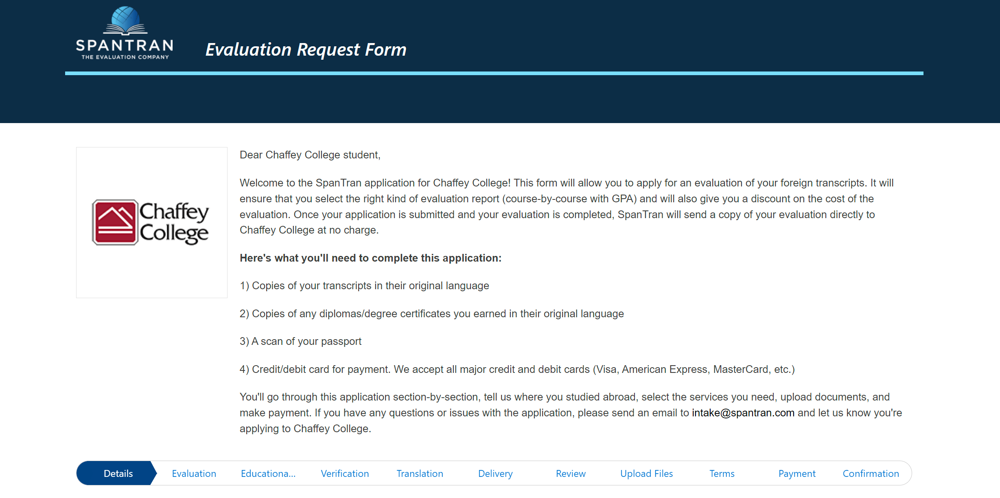 SPANTRAN
THE EVALUATION COMPANY
Evaluation Request Form
Chaffey
College
Dear Chaffey College student,
Welcome to the SpanTran application for Chaffey College! This form will allow you to apply for an evaluation of your foreign transcripts. It will
ensure that you select the right kind of evaluation report (course-by-course with GPA) and will also give you a discount on the cost of the
evaluation. Once your application is submitted and your evaluation is completed, SpanTran will send a copy of your evaluation directly to
Chaffey College at no charge.
Here's what you'll need to complete this application:
1) Copies of your transcripts in their original language
2) Copies of any diplomas/degree certificates you earned in their original language
3) A scan of your passport
4) Credit/debit card for payment. We accept all major credit and debit cards (Visa, American Express, MasterCard, etc.)
You'll go through this application section-by-section, tell us where you studied abroad, select the services you need, upload documents, and
make payment. If you have any questions or issues with the application, please send an email to intake@spantran.com and let us know you're
applying to Chaffey College.
Details Evaluation Educationa... Verification Translation Delivery Review Upload Files Terms Payment Confirmation